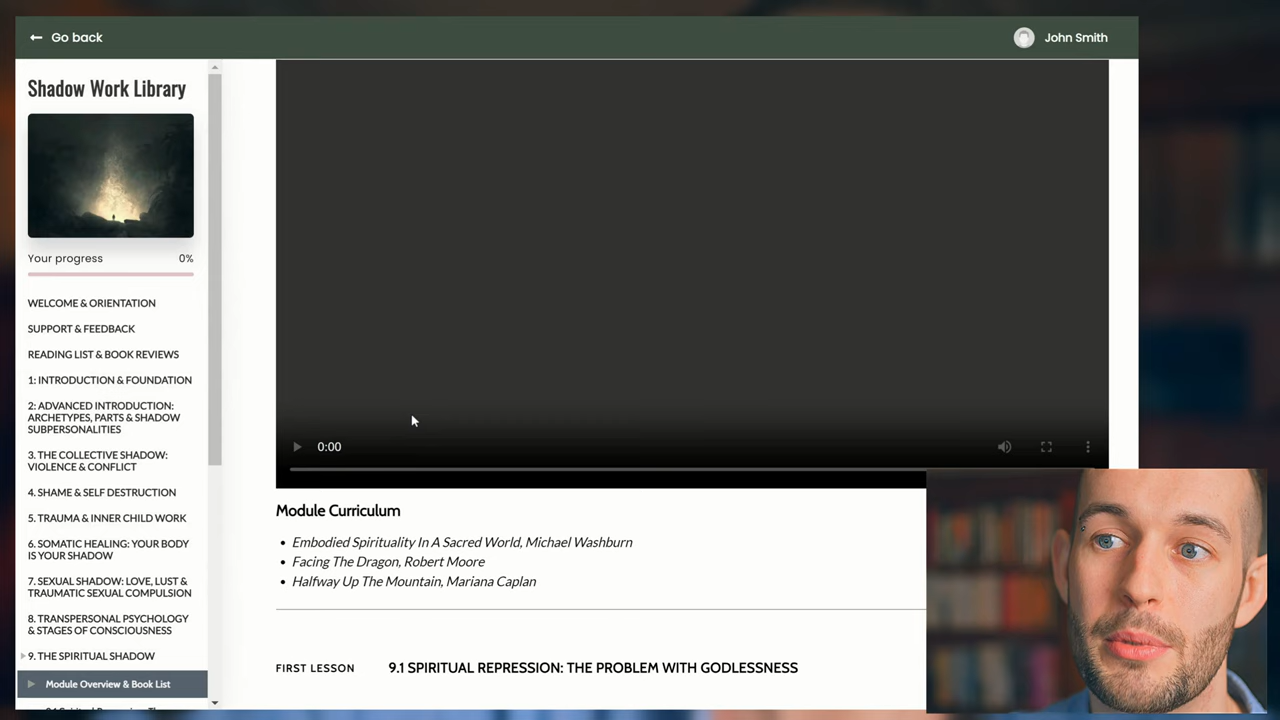 Go back
John Smith
Shadow Work Library
Your progress 0%
WELCOME & ORIENTATION
SUPPORT & FEEDBACK
READING LIST & BOOK REVIEWS
1: INTRODUCTION & FOUNDATION
2: ADVANCED INTRODUCTION:
ARCHETYPES, PARTS & SHADOW
SUBPERSONALITIES
3. THE COLLECTIVE SHADOW:
VIOLENCE & CONFLICT
4. SHAME & SELF DESTRUCTION
5. TRAUMA & INNER CHILD WORK
6. SOMATIC HEALING: YOUR BODY
IS YOUR SHADOW
7. SEXUAL SHADOW: LOVE, LUST &
TRAUMATIC SEXUAL COMPULSION
8. TRANSPERSONAL PSYCHOLOGY
& STAGES OF CONSCIOUSNESS
9. THE SPIRITUAL SHADOW
Module Overview & Book List
0:00
Module Curriculum
• Embodied Spirituality In A Sacred World, Michael Washburn
• Facing The Dragon, Robert Moore
• Halfway Up The Mountain, Mariana Caplan
FIRST LESSON 9.1 SPIRITUAL REPRESSION: THE PROBLEM WITH GODLESSNESS